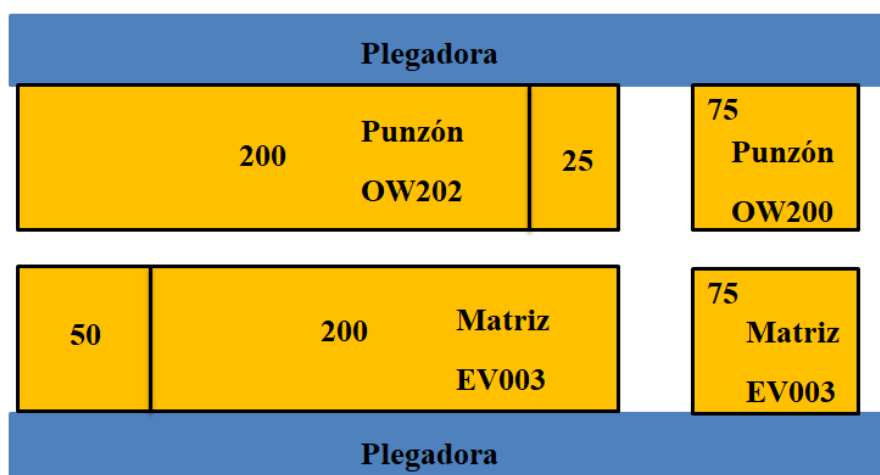 Plegadora
200
Punzón
OW202
25
75
Punzón
OW200
50
200
Matriz
EV003
75
Matriz
EV003
Plegadora